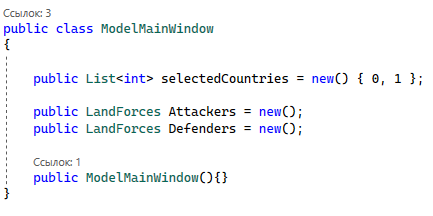 Ссылок: 3
public class ModelMainWindow
{
public List<int> selectedCountries = new() { 0, 1 };
public LandForces Attackers = new();
public LandForces Defenders = new();
Ссылок: 1
public ModelMainWindow(){}
}